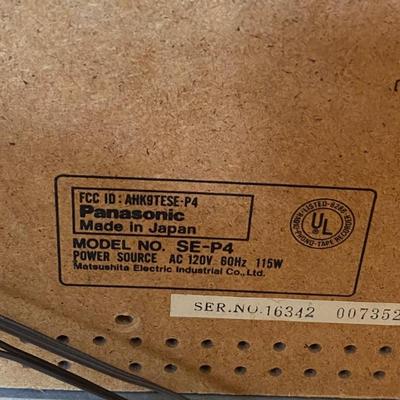 FCC ID: AHK9TESE-P4
Panasonic
Made in Japan
MODEL NO. SE-P4
POWER SOURCE AC 120V 60Hz 115W
Matsushita Electric Industrial Co., Ltd.
UL
SER.NO.16342 007352